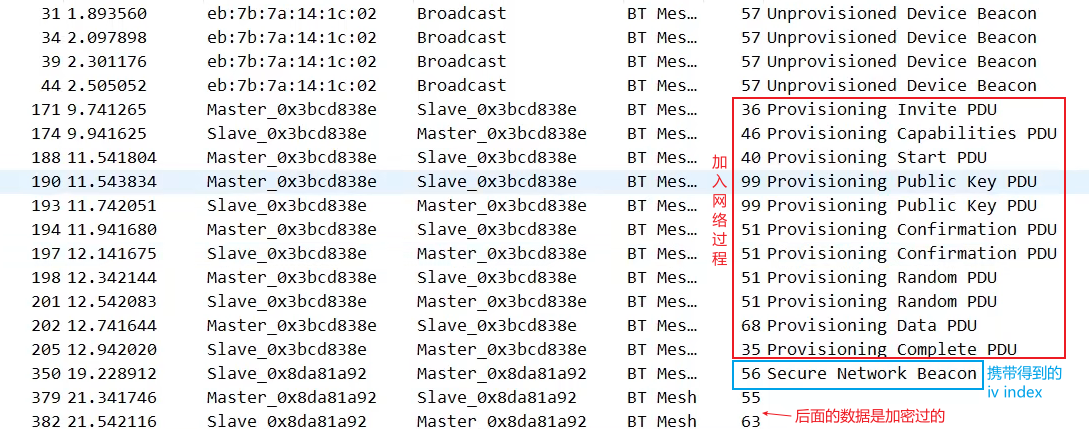 31 1.893560 eb:7b:7a:14:1c:02 Broadcast BT Mes… 57 Unprovisioned Device Beacon
34 2.097898 eb:7b:7a:14:1c:02 Broadcast BT Mes… 57 Unprovisioned Device Beacon
39 2.301176 eb:7b:7a:14:1c:02 Broadcast BT Mes… 57 Unprovisioned Device Beacon
44 2.505052 eb:7b:7a:14:1c:02 Broadcast BT Mes… 57 Unprovisioned Device Beacon
171 9.741265 Master_0x3bcd838e Slave_0x3bcd838e BT Mes… 36 Provisioning Invite PDU
174 9.941625 Slave_0x3bcd838e Master_0x3bcd838e BT Mes… 46 Provisioning Capabilities PDU
188 11.541804 Master_0x3bcd838e Slave_0x3bcd838e BT Mes… 40 Provisioning Start PDU
190 11.543834 Master_0x3bcd838e Slave_0x3bcd838e BT Mes… 99 Provisioning Public Key PDU
193 11.742051 Slave_0x3bcd838e Master_0x3bcd838e BT Mes… 99 Provisioning Public Key PDU
194 11.941680 Master_0x3bcd838e Slave_0x3bcd838e BT Mes… 51 Provisioning Confirmation PDU
197 12.141675 Slave_0x3bcd838e Master_0x3bcd838e BT Mes… 51 Provisioning Confirmation PDU
198 12.342144 Master_0x3bcd838e Slave_0x3bcd838e BT Mes… 51 Provisioning Random PDU
201 12.542083 Slave_0x3bcd838e Master_0x3bcd838e BT Mes… 51 Provisioning Random PDU
202 12.741644 Master_0x3bcd838e Slave_0x3bcd838e BT Mes… 68 Provisioning Data PDU
205 12.942020 Slave_0x3bcd838e Master_0x3bcd838e BT Mes… 35 Provisioning Complete PDU
加入网络过程
350 19.228912 Slave_0x8da81a92 Master_0x8da81a92 BT Mes… 56 Secure Network Beacon
携带得到的
iv index
379 21.341746 Master_0x8da81a92 Slave_0x8da81a92 BT Mesh 55
382 21.542116 Slave_0x8da81a92 Master_0x8da81a92 BT Mesh 63
后面的数据是加密过的